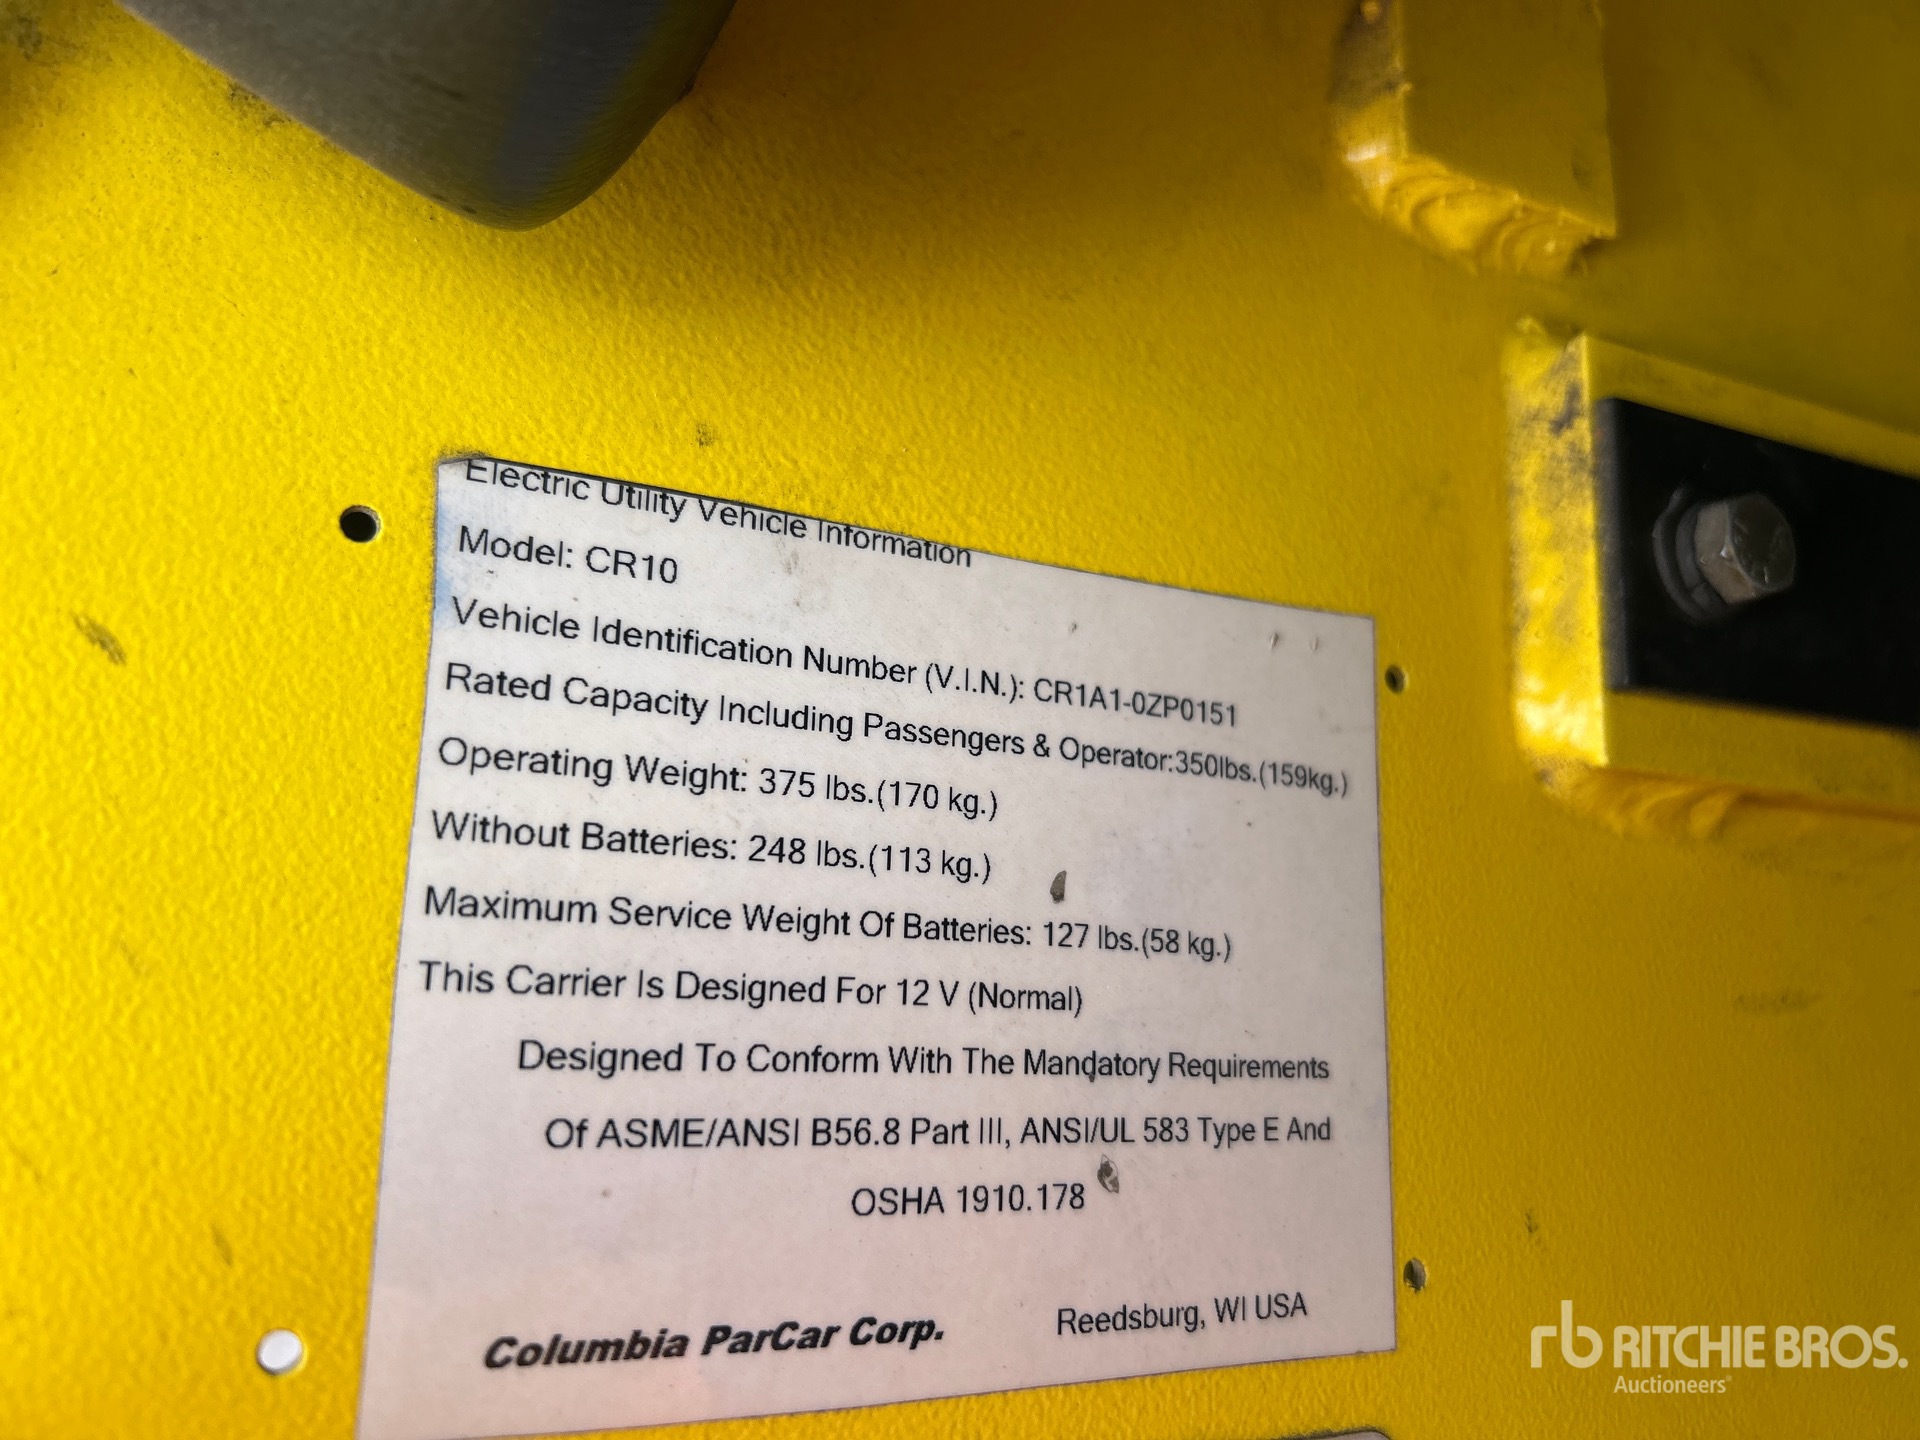 Electric Utility Vehicle Information
Model: CR10
Vehicle Identification Number (V.I.N.): CR1A1-0ZP0151
Rated Capacity Including Passengers & Operator:350lbs.(159kg.)
Operating Weight: 375 lbs.(170 kg.)
Without Batteries: 248 lbs.(113 kg.)
Maximum Service Weight Of Batteries: 127 lbs.(58 kg.)
This Carrier Is Designed For 12 V (Normal)
Designed To Conform With The Mandatory Requirements
Of ASME/ANSI B56.8 Part III, ANSI/UL 583 Type E And
OSHA 1910.178
Columbia ParCar Corp. Reedsburg, WI USA
rb RITCHIE BROS.
Auctioneers